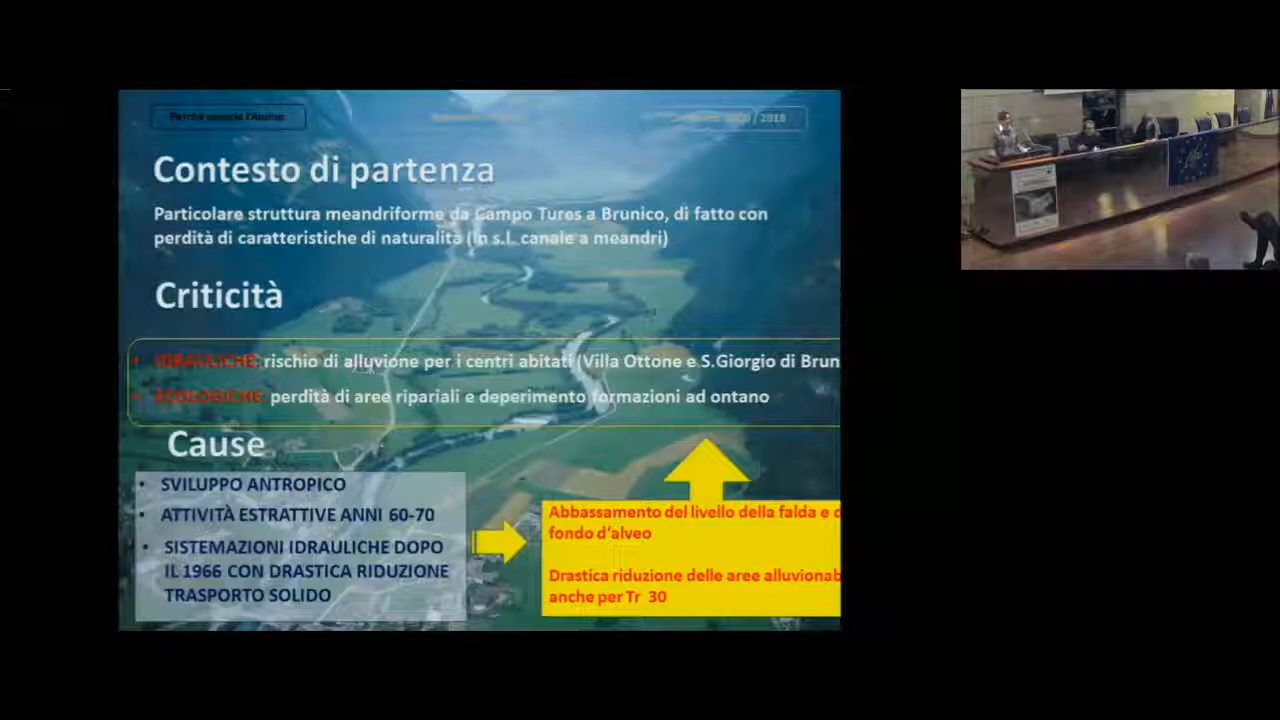 / 2018
Contesto di partenza
Particolare struttura meandriforme da Campo Tures a Brunico, di fatto con
perdità di caratteristiche di naturalità (in s.l. canale a meandri)
Criticità
• IDRAULICHE: rischio di alluvione per i centri abitati (Villa Ottone e S.Giorgio di Brun
• ECOLOGICHE: perdità di aree ripariali e deperimento formazioni ad ontano
Cause
• SVILUPPO ANTROPICO
• ATTIVITÀ ESTRATTIVE ANNI 60-70
• SISTEMAZIONI IDRAULICHE DOPO
IL 1966 CON DRASTICA RIDUZIONE
TRASPORTO SOLIDO
Abbassamento del livello della falda e d
fondo d'alveo
Drastica riduzione delle aree alluvionab
anche per Tr 30